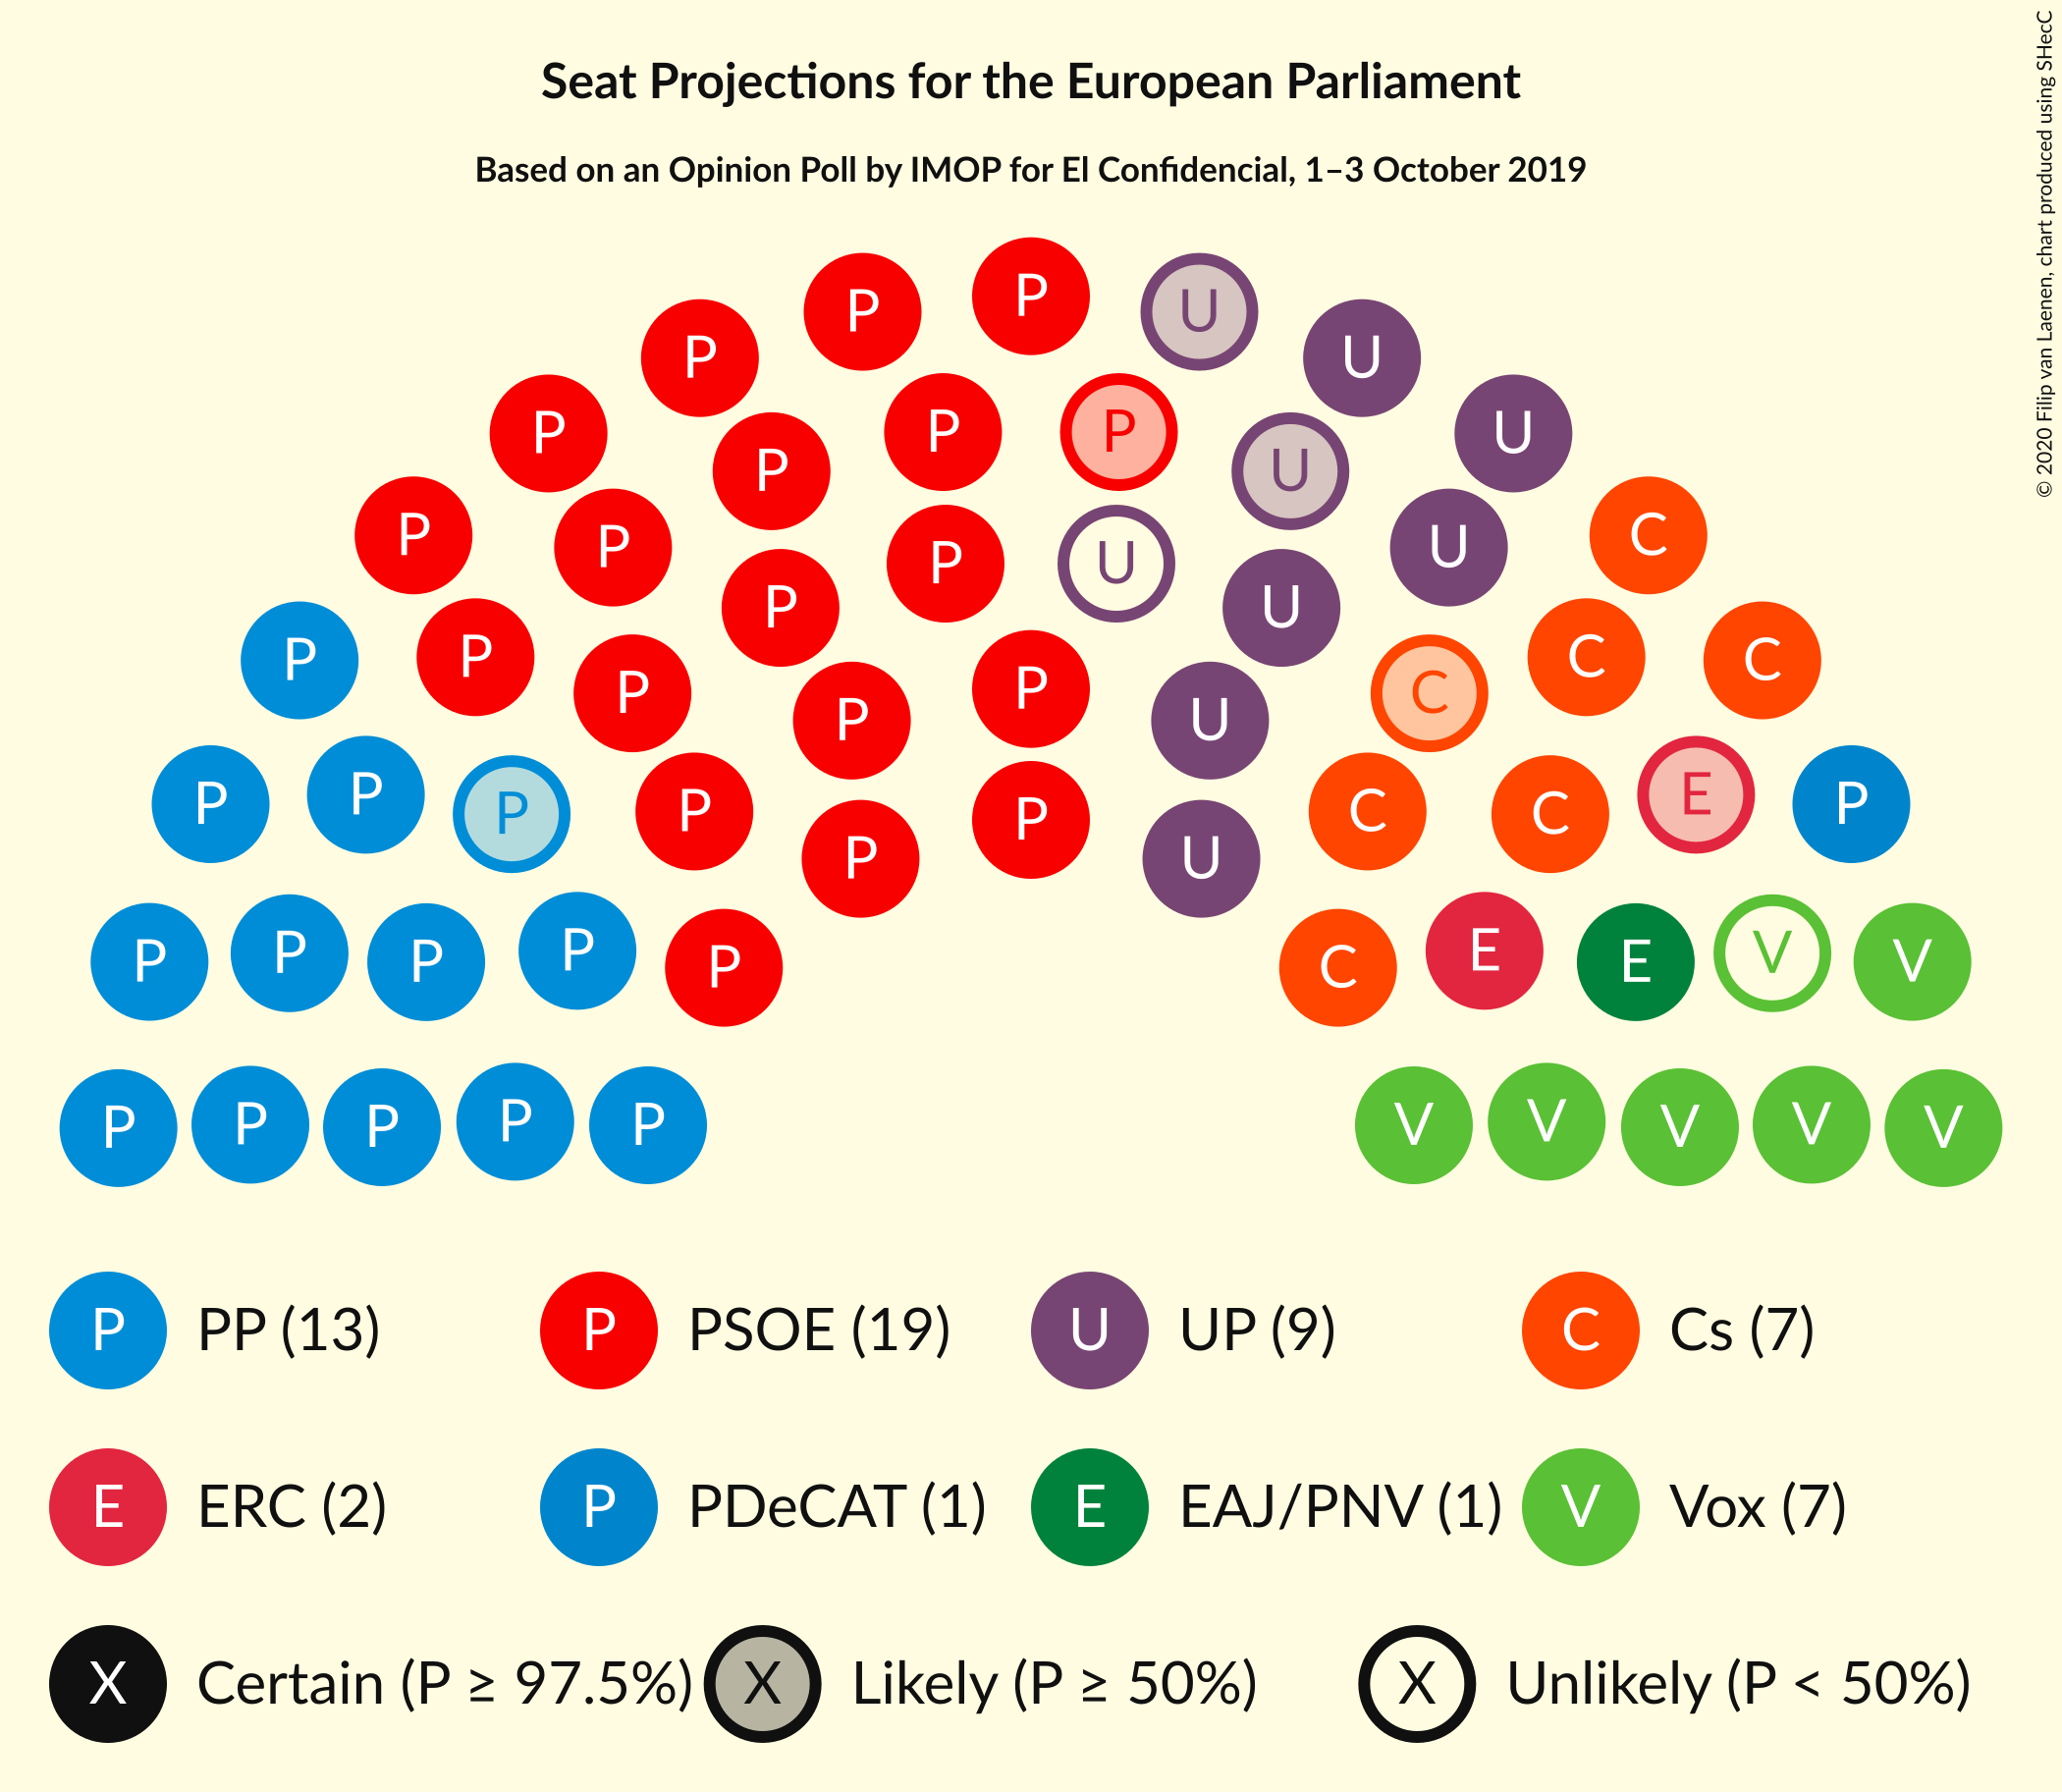 Seat Projections for the European Parliament
Based on an Opinion Poll by IMOP for El Confidencial, 1–3 October 2019
© 2020 Filip van Laenen, chart produced using SHecC
P P P U U
P P P P U U
P P P U U U C
P P P P U C C C
P P P P P P U C C E P
P P P P P C E E V V
P P P P P V V V V V
P PP (13) P PSOE (19) U UP (9) C Cs (7)
E ERC (2) P PDeCAT (1) E EAJ/PNV (1) V Vox (7)
X Certain (P ≥ 97.5%) X Likely (P ≥ 50%) X Unlikely (P < 50%)